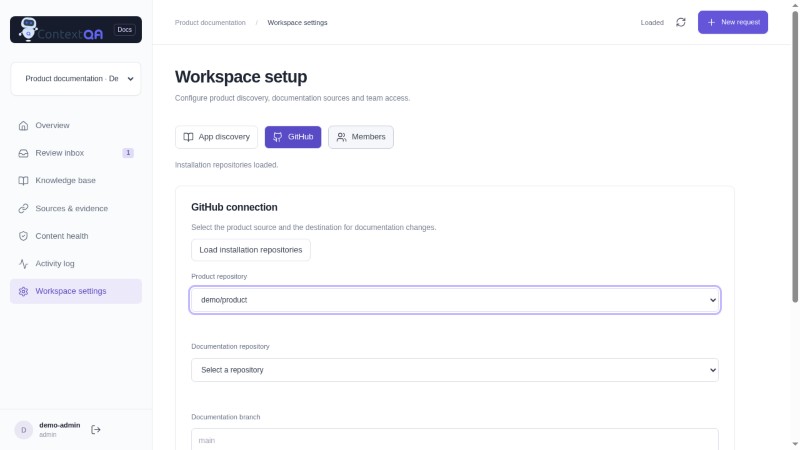 ContextQA
Docs
Product documentation / Workspace settings
Loaded
New request
Product documentation · De
Overview
Review inbox 1
Knowledge base
Sources & evidence
Content health
Activity log
Workspace settings
D
demo-admin
admin
Workspace setup
Configure product discovery, documentation sources and team access.
App discovery
GitHub
Members
Installation repositories loaded.
GitHub connection
Select the product source and the destination for documentation changes.
Load installation repositories
Product repository
demo/product
Documentation repository
Select a repository
Documentation branch
main